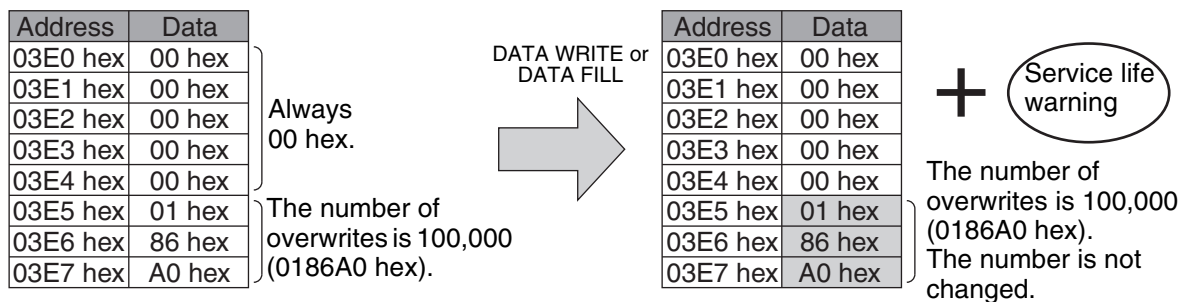 Address Data
03E0 hex 00 hex
03E1 hex 00 hex
03E2 hex 00 hex
03E3 hex 00 hex
03E4 hex 00 hex
03E5 hex 01 hex
03E6 hex 86 hex
03E7 hex A0 hex
Always
00 hex.
The number of
overwrites is 100,000
(0186A0 hex).
DATA WRITE or
DATA FILL
Address Data
03E0 hex 00 hex
03E1 hex 00 hex
03E2 hex 00 hex
03E3 hex 00 hex
03E4 hex 00 hex
03E5 hex 01 hex
03E6 hex 86 hex
03E7 hex A0 hex
+
Service life
warning
The number of
overwrites is 100,000
(0186A0 hex).
The number is not
changed.